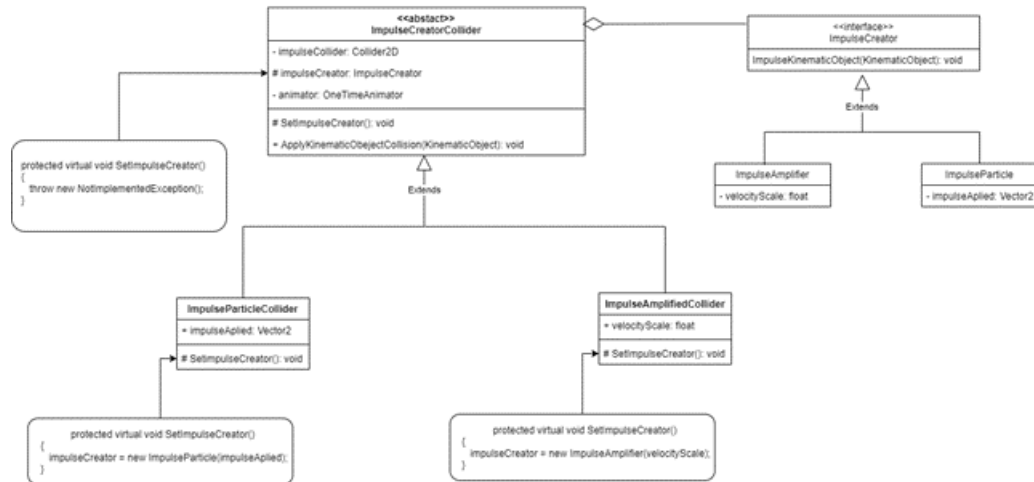 <<abstact>>
ImpulseCreatorCollider
- impulseCollider: Collider2D
# impulseCreator: ImpulseCreator
- animator: OneTimeAnimator
# SetImpulseCreator(): void
+ ApplyKinematicObejectCollision(KinematicObject): void
<<interface>>
ImpulseCreator
ImpulseKinematicObject(KinematicObject): void
Extends
ImpulseAmplifier
- velocityScale: float
ImpulseParticle
- impulseAplied: Vector2
protected virtual void SetImpulseCreator()
{
throw new NotImplementedException();
}
Extends
ImpulseParticleCollider
+ impulseAplied: Vector2
# SetImpulseCreator(): void
ImpulseAmplifiedCollider
+ velocityScale: float
# SetImpulseCreator(): void
protected virtual void SetImpulseCreator()
{
impulseCreator = new ImpulseParticle(impulseAplied);
}
protected virtual void SetImpulseCreator()
{
impulseCreator = new ImpulseAmplifier(velocityScale);
}